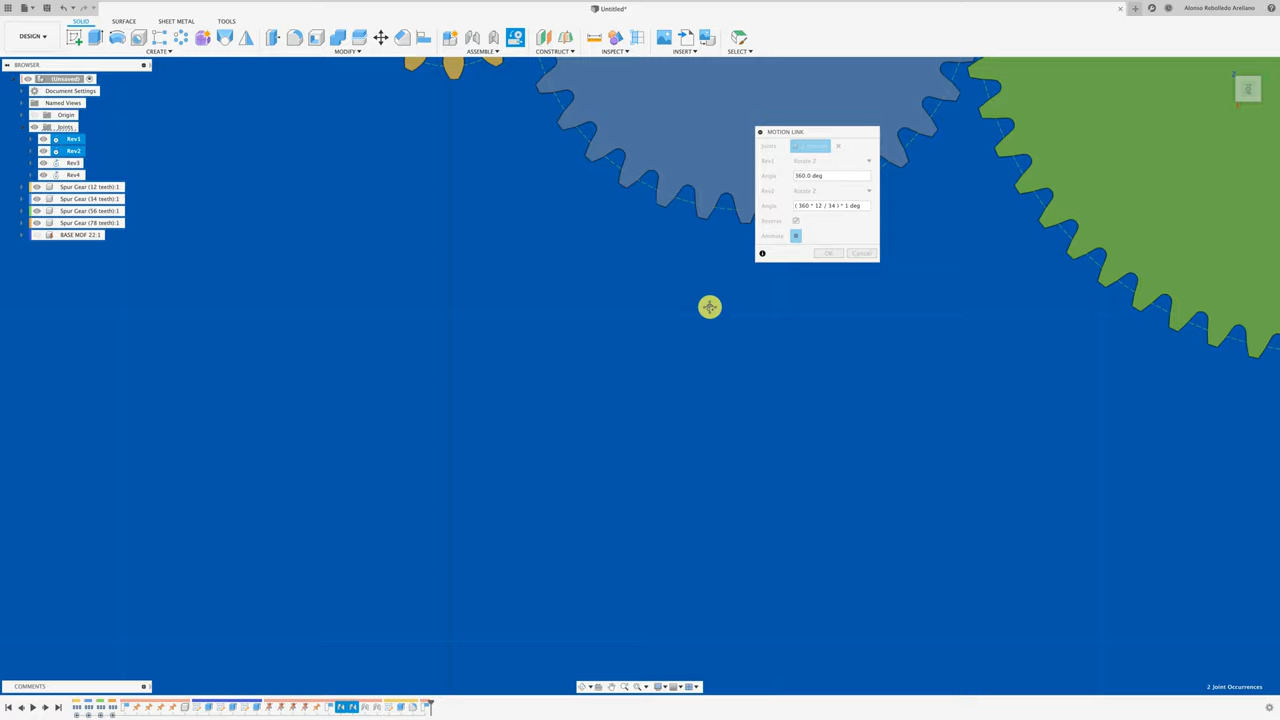 Untitled*
Alonso Rebolledo Arellano
DESIGN
SOLID
SURFACE
SHEET METAL
TOOLS
CREATE
MODIFY
ASSEMBLE
CONSTRUCT
INSPECT
INSERT
SELECT
BROWSER
(Unsaved)
Document Settings
Named Views
Origin
Joints
Rev1
Rev2
Rev3
Rev4
Spur Gear (12 teeth):1
Spur Gear (34 teeth):1
Spur Gear (56 teeth):1
Spur Gear (78 teeth):1
BASE MDF 22:1
MOTION LINK
Joints
Rev1 Rotate Z
Angle 360.0 deg
Rev2 Rotate Z
Angle ( 360 * 12 / 34 ) * 1 deg
Reverse
Animate
OK Cancel
COMMENTS
2 Joint Occurrences